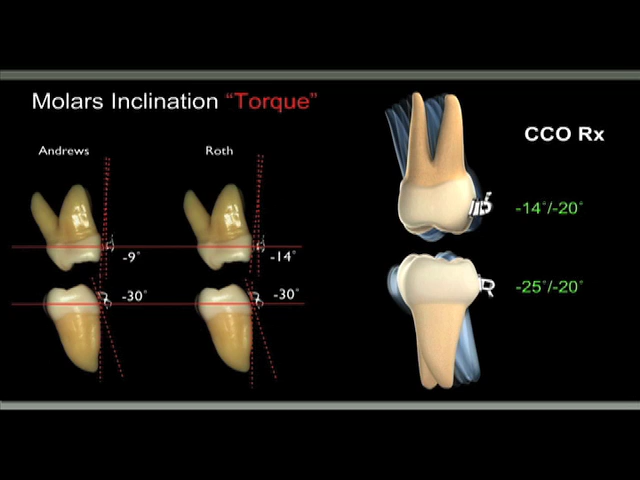 Molars Inclination “Torque”
Andrews
Roth
-9°
-14°
-30°
-30°
CCO Rx
-14°/-20°
-25°/-20°